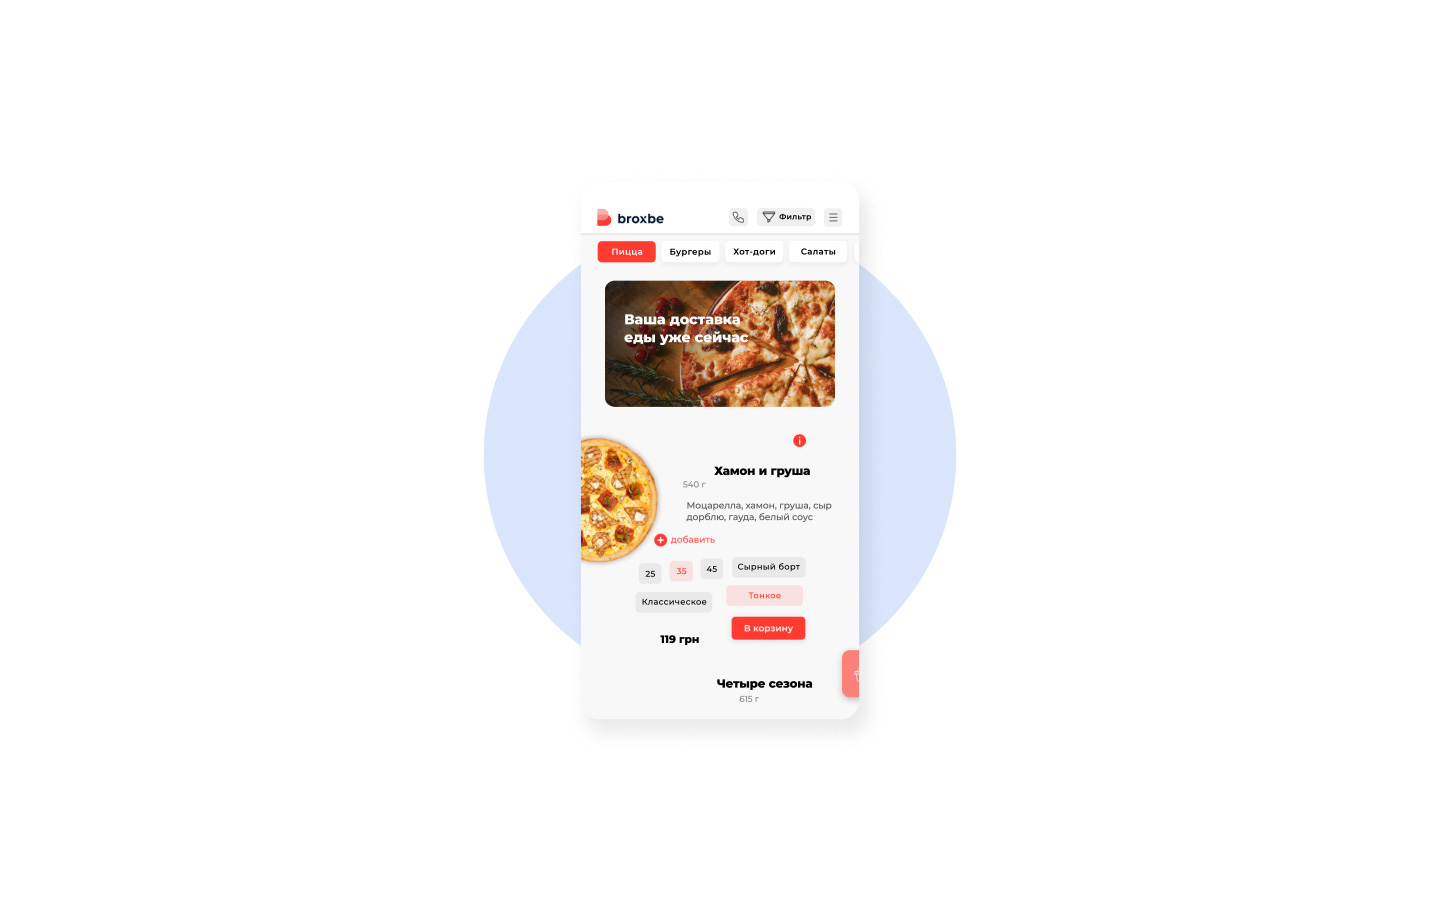 broxbe
Фильтр
Пицца
Бургеры
Хот-доги
Салаты
Ваша доставка
еды уже сейчас
Хамон и груша
540 г
Моцарелла, хамон, груша, сыр
дорблю, гауда, белый соус
добавить
25
35
45
Сырный борт
Классическое
Тонкое
119 грн
В корзину
Четыре сезона
615 г